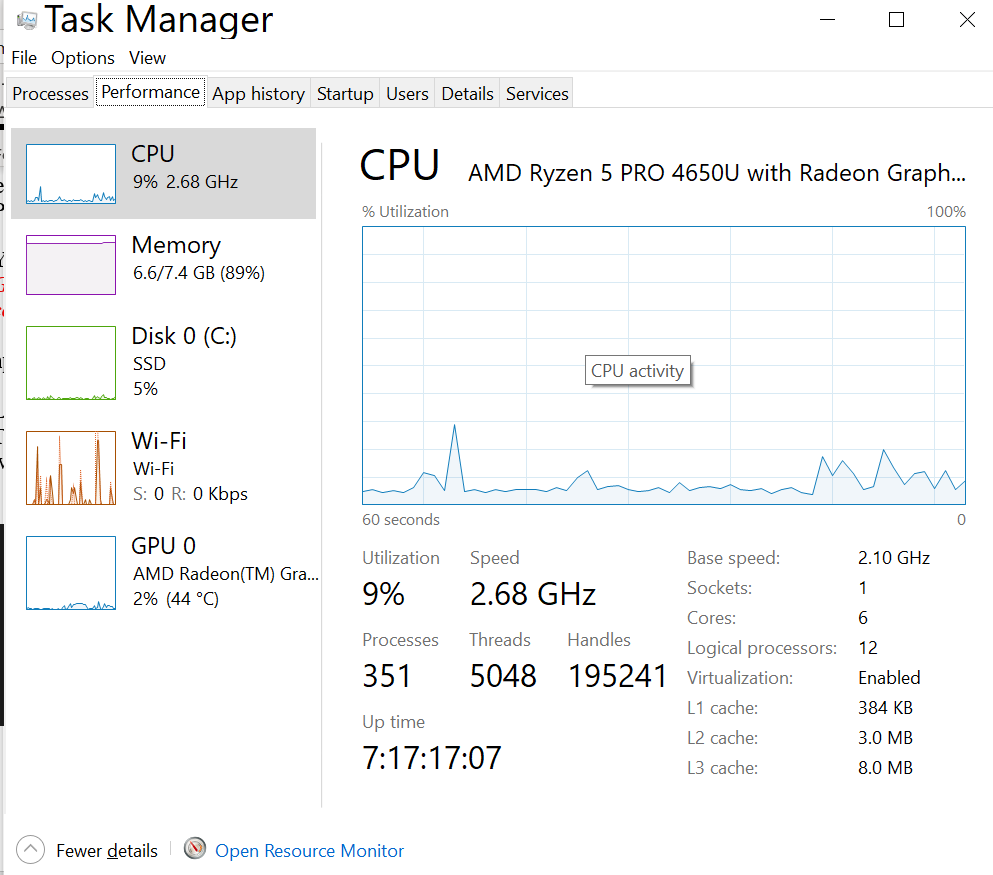 Task Manager
File Options View
Processes Performance App history Startup Users Details Services
CPU
9% 2.68 GHz
Memory
6.6/7.4 GB (89%)
Disk 0 (C:)
SSD
5%
Wi-Fi
Wi-Fi
S: 0 R: 0 Kbps
GPU 0
AMD Radeon(TM) Gra...
2% (44 °C)
CPU AMD Ryzen 5 PRO 4650U with Radeon Graph...
% Utilization 100%
CPU activity
60 seconds 0
Utilization Speed
9% 2.68 GHz
Processes Threads Handles
351 5048 195241
Up time
7:17:17:07
Base speed: 2.10 GHz
Sockets: 1
Cores: 6
Logical processors: 12
Virtualization: Enabled
L1 cache: 384 KB
L2 cache: 3.0 MB
L3 cache: 8.0 MB
Fewer details Open Resource Monitor